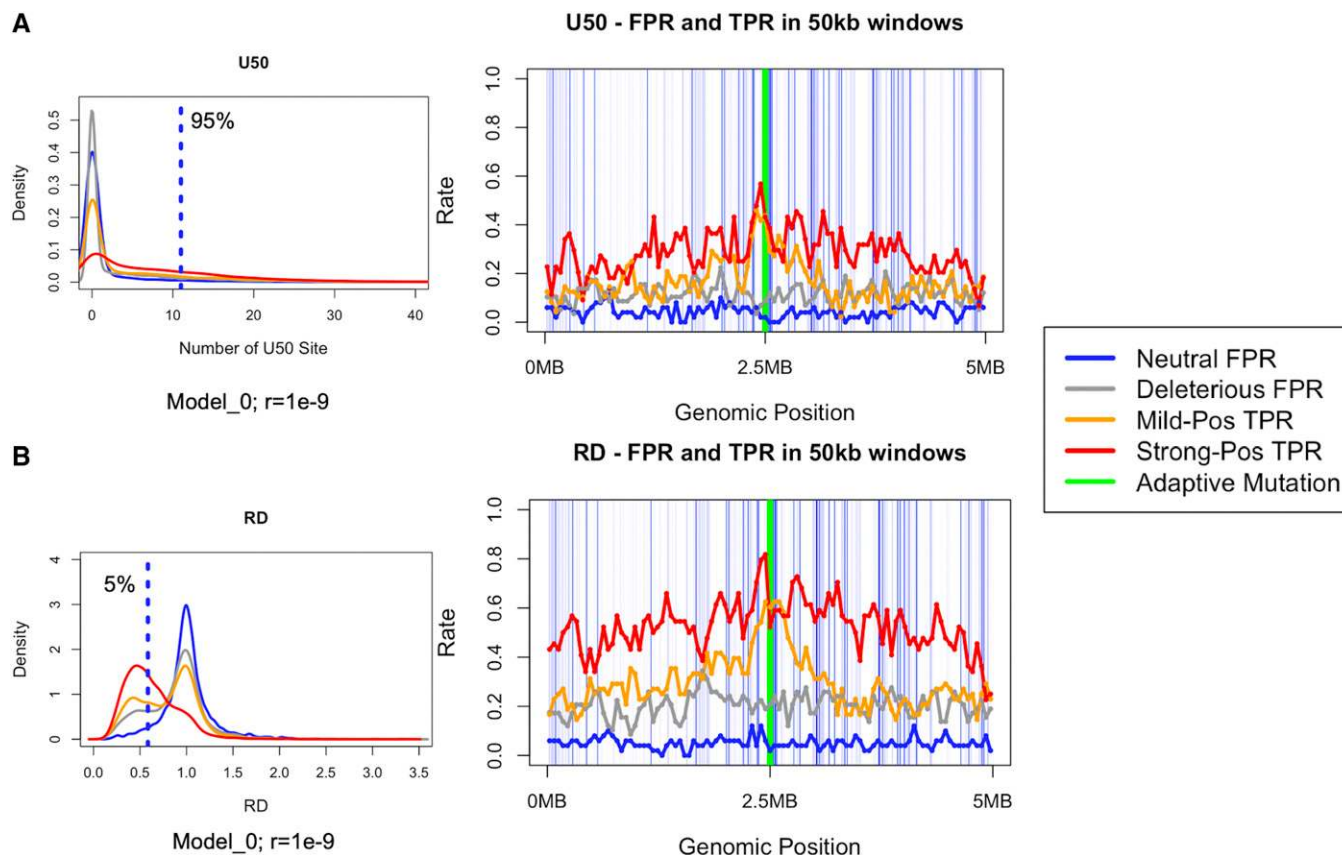 A
U50 - FPR and TPR in 50kb windows
U50
95%
Density
0.0 0.1 0.2 0.3 0.4 0.5
0 10 20 30 40
Number of U50 Site
Model_0; r=1e-9
Rate
0.0 0.2 0.4 0.6 0.8 1.0
0MB 2.5MB 5MB
Genomic Position
Neutral FPR
Deleterious FPR
Mild-Pos TPR
Strong-Pos TPR
Adaptive Mutation
B
RD - FPR and TPR in 50kb windows
RD
5%
Density
0 1 2 3 4
0.0 0.5 1.0 1.5 2.0 2.5 3.0 3.5
RD
Model_0; r=1e-9
Rate
0.0 0.2 0.4 0.6 0.8 1.0
0MB 2.5MB 5MB
Genomic Position